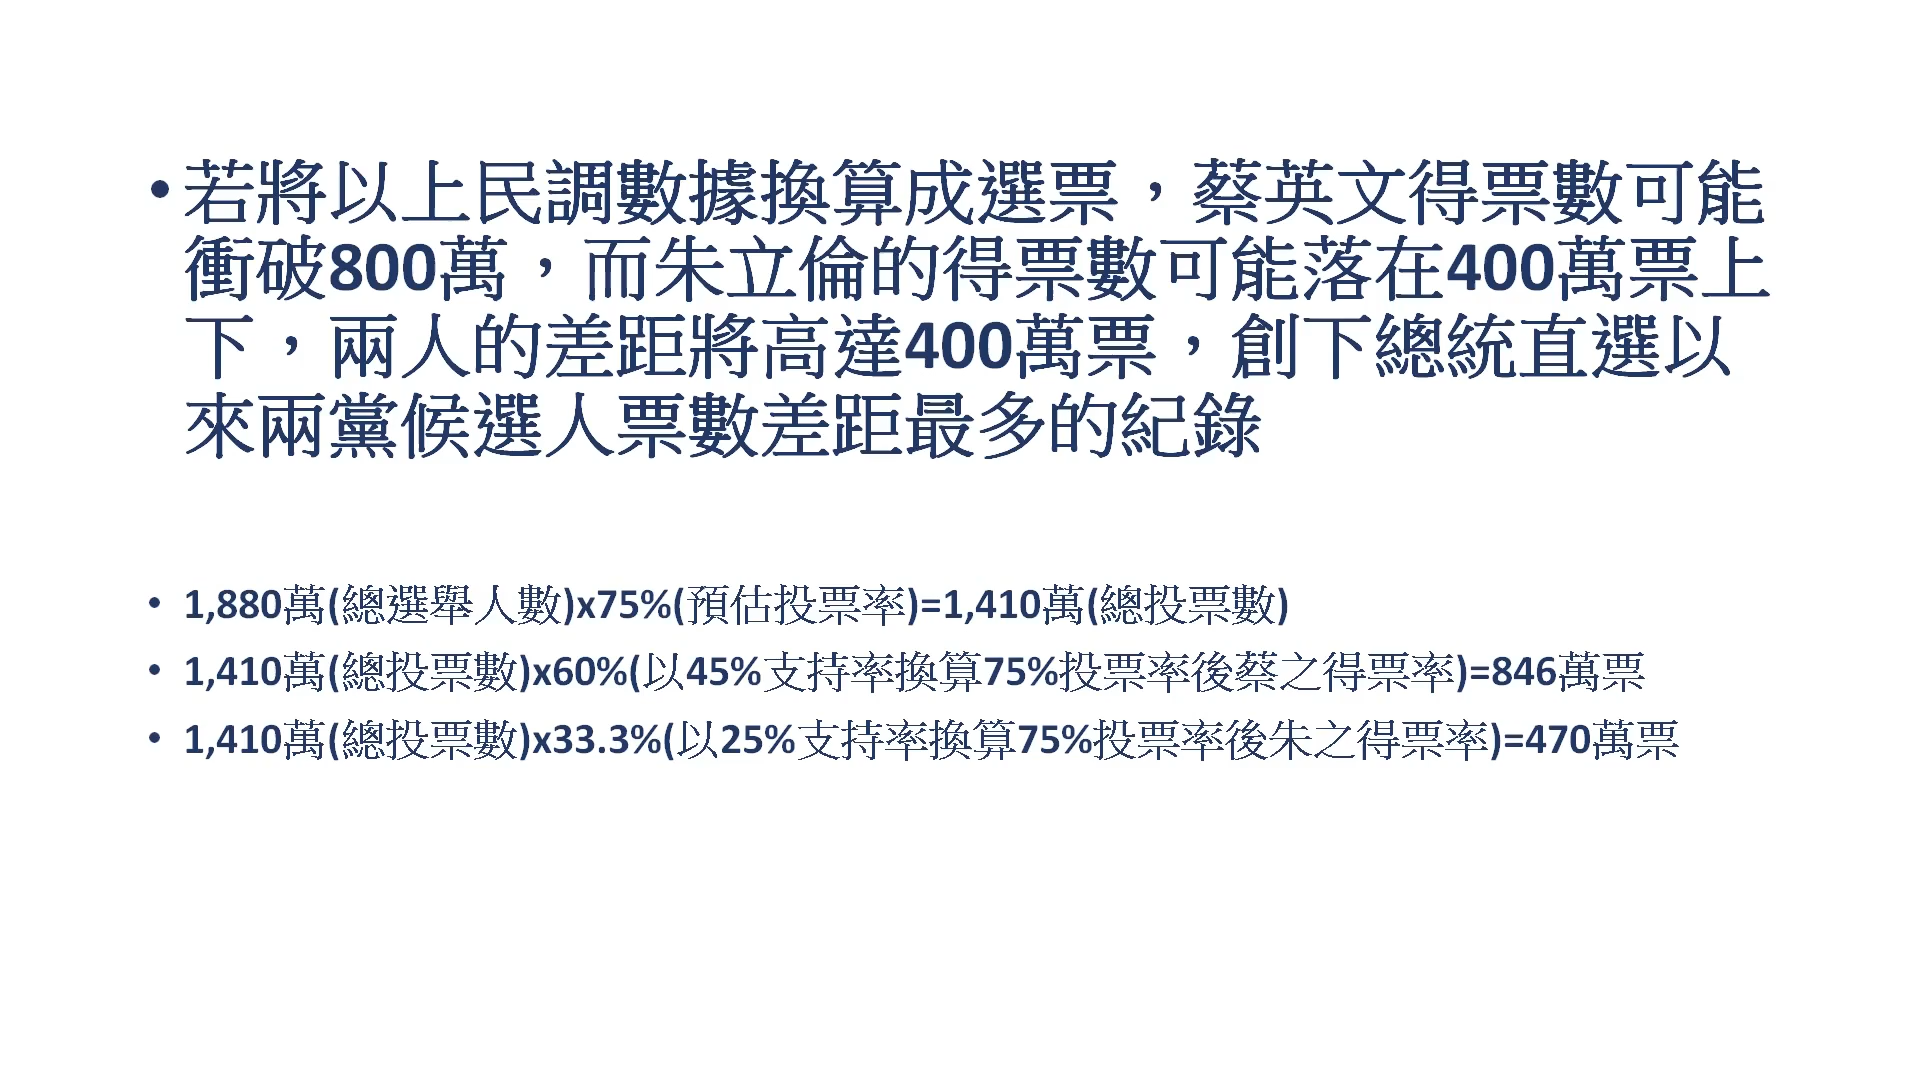 •若將以上民調數據換算成選票，蔡英文得票數可能
衝破800萬，而朱立倫的得票數可能落在400萬票上
下，兩人的差距將高達400萬票，創下總統直選以
來兩黨候選人票數差距最多的紀錄
• 1,880萬(總選舉人數)x75%(預估投票率)=1,410萬(總投票數)
• 1,410萬(總投票數)x60%(以45%支持率換算75%投票率後蔡之得票率)=846萬票
• 1,410萬(總投票數)x33.3%(以25%支持率換算75%投票率後朱之得票率)=470萬票